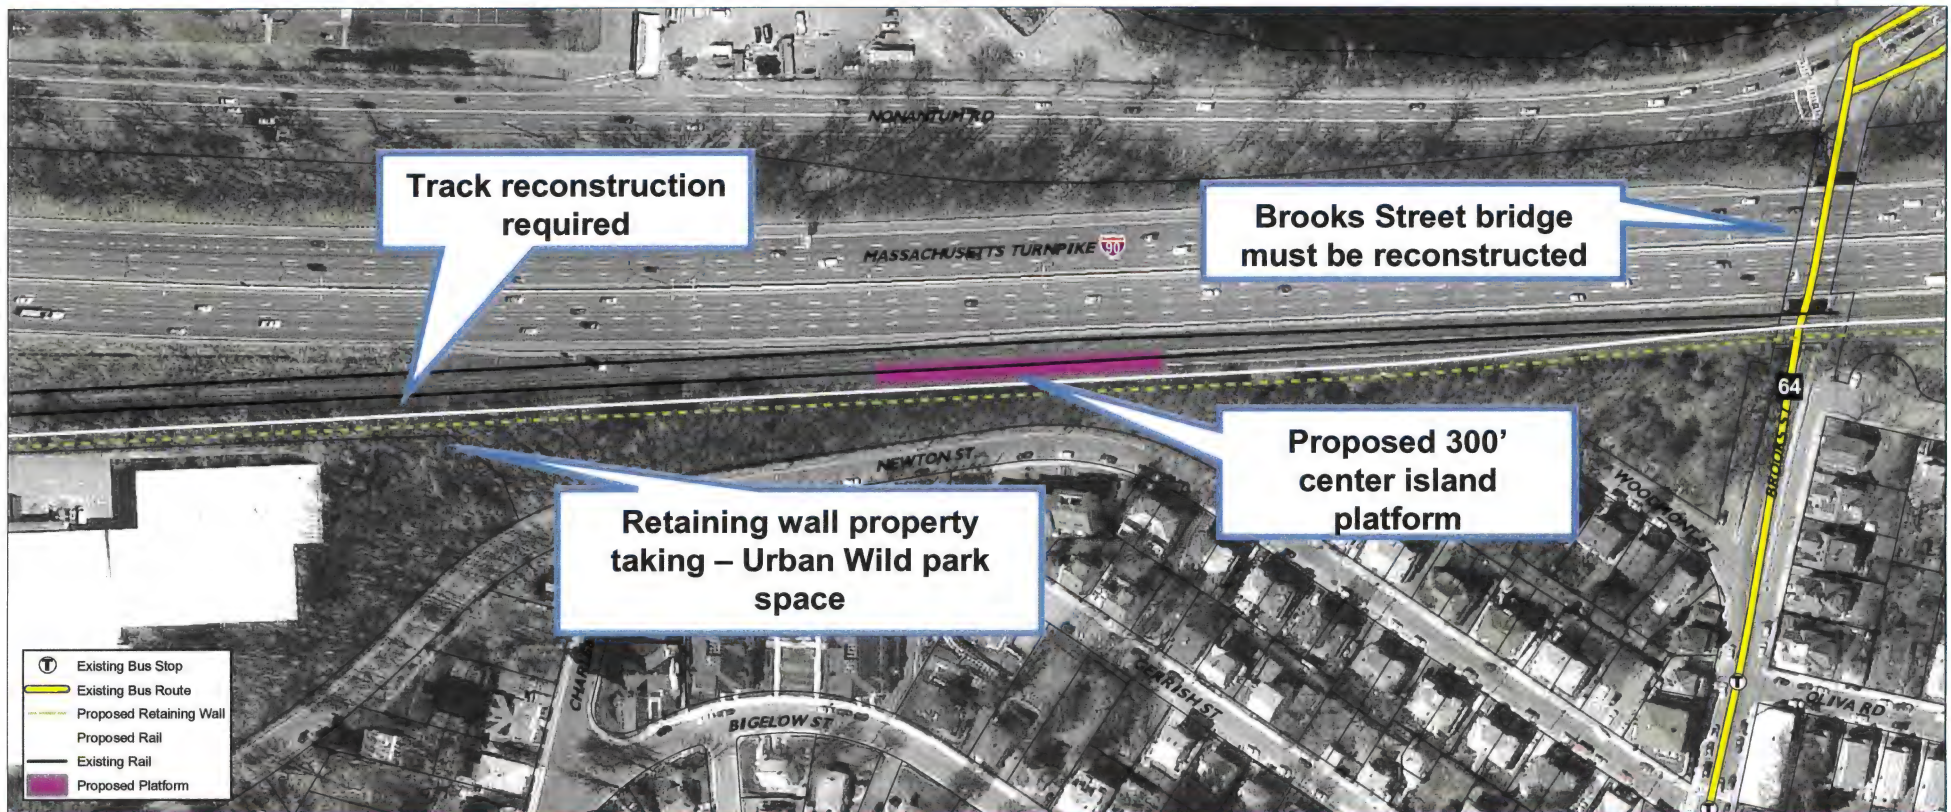 NONANTUM RD
Track reconstruction
required
MASSACHUSETTS TURNPIKE 90
Brooks Street bridge
must be reconstructed
64
BROOKS ST
NEWTON ST
Proposed 300’
center island
platform
WOODMONT ST
Retaining wall property
taking – Urban Wild park
space
GERRISH ST
BIGELOW ST
OLIVA RD
T
T Existing Bus Stop
Existing Bus Route
Proposed Retaining Wall
Proposed Rail
Existing Rail
Proposed Platform